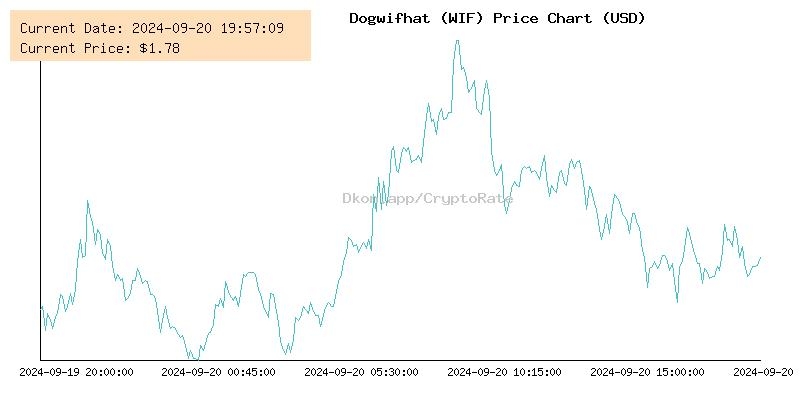 Dogwifhat (WIF) Price Chart (USD)
Current Date: 2024-09-20 19:57:09
Current Price: $1.78
2024-09-19 20:00:00 2024-09-20 00:45:00 2024-09-20 05:30:00 2024-09-20 10:15:00 2024-09-20 15:00:00 2024-09-20